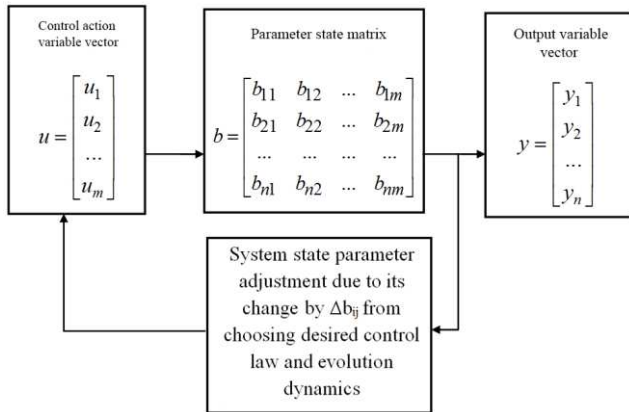 Control action
variable vector
u = [u1
u2
...
um]
Parameter state matrix
b = [b11 b12 ... b1m
b21 b22 ... b2m
... ... ... ...
bn1 bn2 ... bnm]
Output variable
vector
y = [y1
y2
...
yn]
System state parameter
adjustment due to its
change by Δbij from
choosing desired control
law and evolution
dynamics